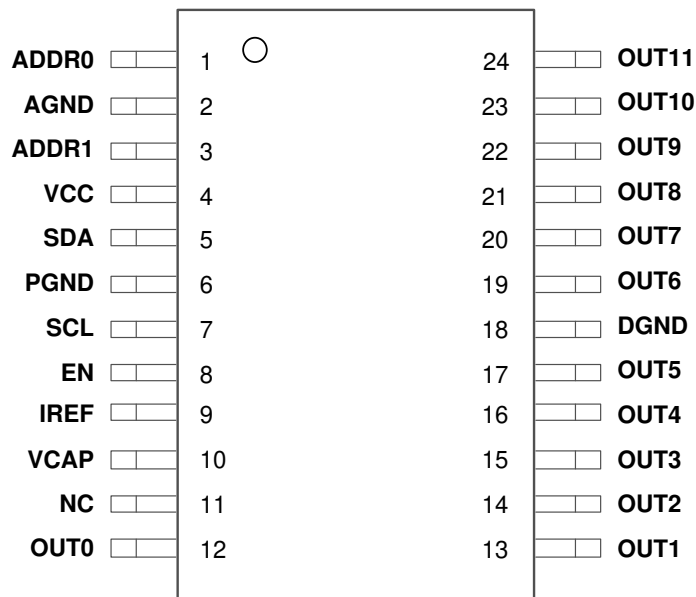 ADDR0 1 24 OUT11
AGND 2 23 OUT10
ADDR1 3 22 OUT9
VCC 4 21 OUT8
SDA 5 20 OUT7
PGND 6 19 OUT6
SCL 7 18 DGND
EN 8 17 OUT5
IREF 9 16 OUT4
VCAP 10 15 OUT3
NC 11 14 OUT2
OUT0 12 13 OUT1